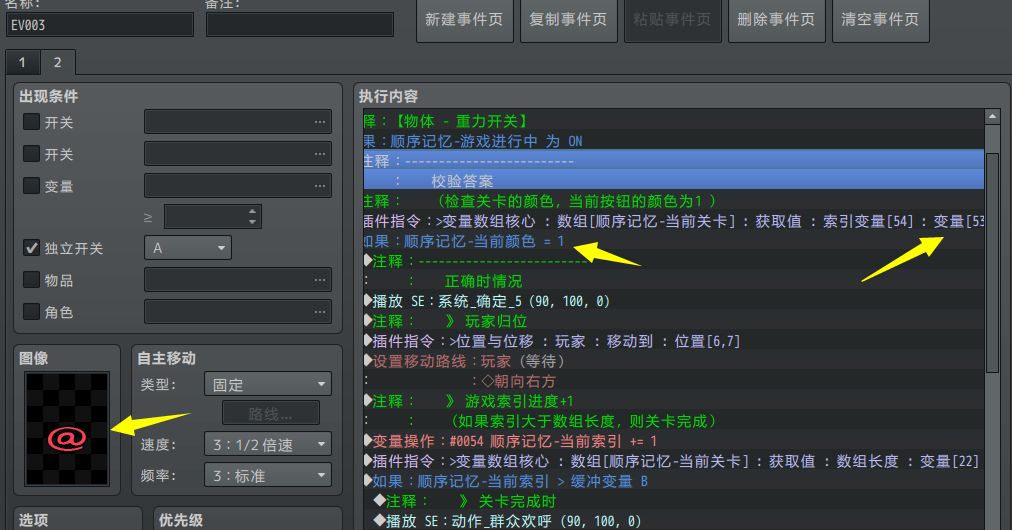 名称：
备注：
EV003
新建事件页
复制事件页
粘贴事件页
删除事件页
清空事件页
1
2
出现条件
开关
...
开关
...
变量
...
≥
独立开关
A
物品
...
角色
...
图像
@
自主移动
类型:
固定
路线...
速度:
3：1/2 倍速
频率:
3：标准
选项
优先级
执行内容
释：【物体 - 重力开关】
果：顺序记忆-游戏进行中 为 ON
注释：-------------------------
： 校验答案
注释： （检查关卡的颜色，当前按钮的颜色为1 ）
插件指令：>变量数组核心 : 数组[顺序记忆-当前关卡] : 获取值 : 索引变量[54] : 变量[53
如果：顺序记忆-当前颜色 = 1
◆注释：-------------------------
： ： 正确时情况
◆播放 SE：系统_确定_5 (90, 100, 0)
◆注释： 》 玩家归位
◆插件指令：>位置与位移 : 玩家 : 移动到 : 位置[6,7]
◆设置移动路线：玩家 (等待)
： ：◇朝向右方
◆注释： 》 游戏索引进度+1
： ： （如果索引大于数组长度，则关卡完成）
◆变量操作：#0054 顺序记忆-当前索引 += 1
◆插件指令：>变量数组核心 : 数组[顺序记忆-当前关卡] : 获取值 : 数组长度 : 变量[22]
◆如果：顺序记忆-当前索引 > 缓冲变量 B
◆注释： 》 关卡完成时
◆播放 SE：动作_群众欢呼 (90, 100, 0)